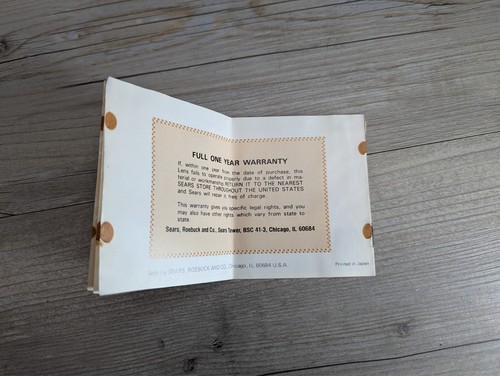 FULL ONE YEAR WARRANTY
If, within one year from the date of purchase, this
Lens fails to operate properly due to a defect in ma-
terial or workmanship, RETURN IT TO THE NEAREST
SEARS STORE THROUGHOUT THE UNITED STATES
and Sears will repair it, free of charge.
This warranty gives you specific legal rights, and you
may also have other rights which vary from state to
state.
Sears, Roebuck and Co., Sears Tower, BSC 41-3, Chicago, IL 60684
Sold by SEARS, ROEBUCK AND CO., Chicago, IL 60684 U.S.A.
Printed in Japan